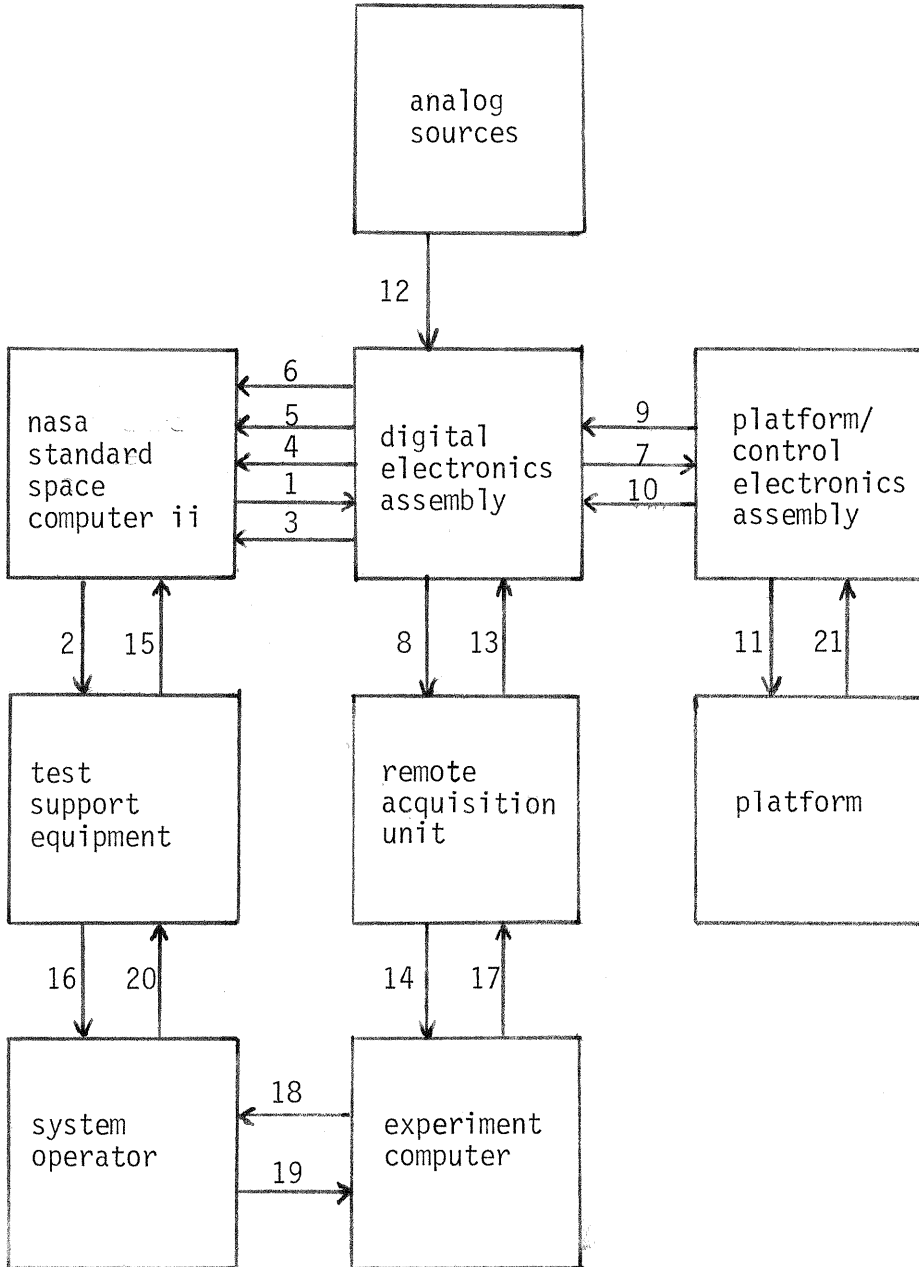 analog
sources
12
nasa
standard
space
computer ii
6
5
4
1
3
digital
electronics
assembly
9
7
10
platform/
control
electronics
assembly
2
15
8
13
11
21
test
support
equipment
remote
acquisition
unit
platform
16
20
14
17
system
operator
18
19
experiment
computer